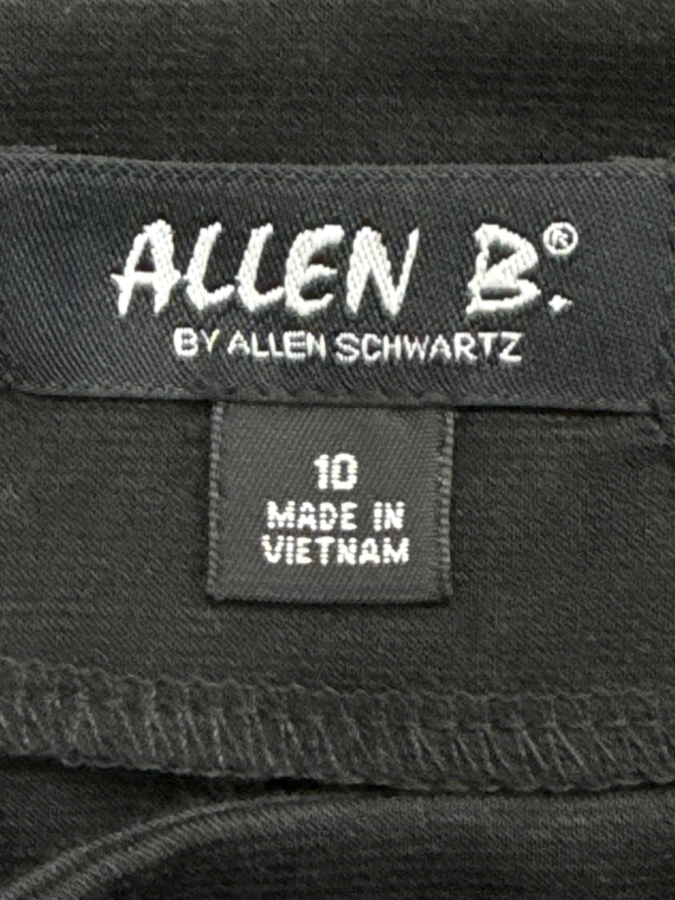 ALLEN B.®
BY ALLEN SCHWARTZ
10
MADE IN
VIETNAM